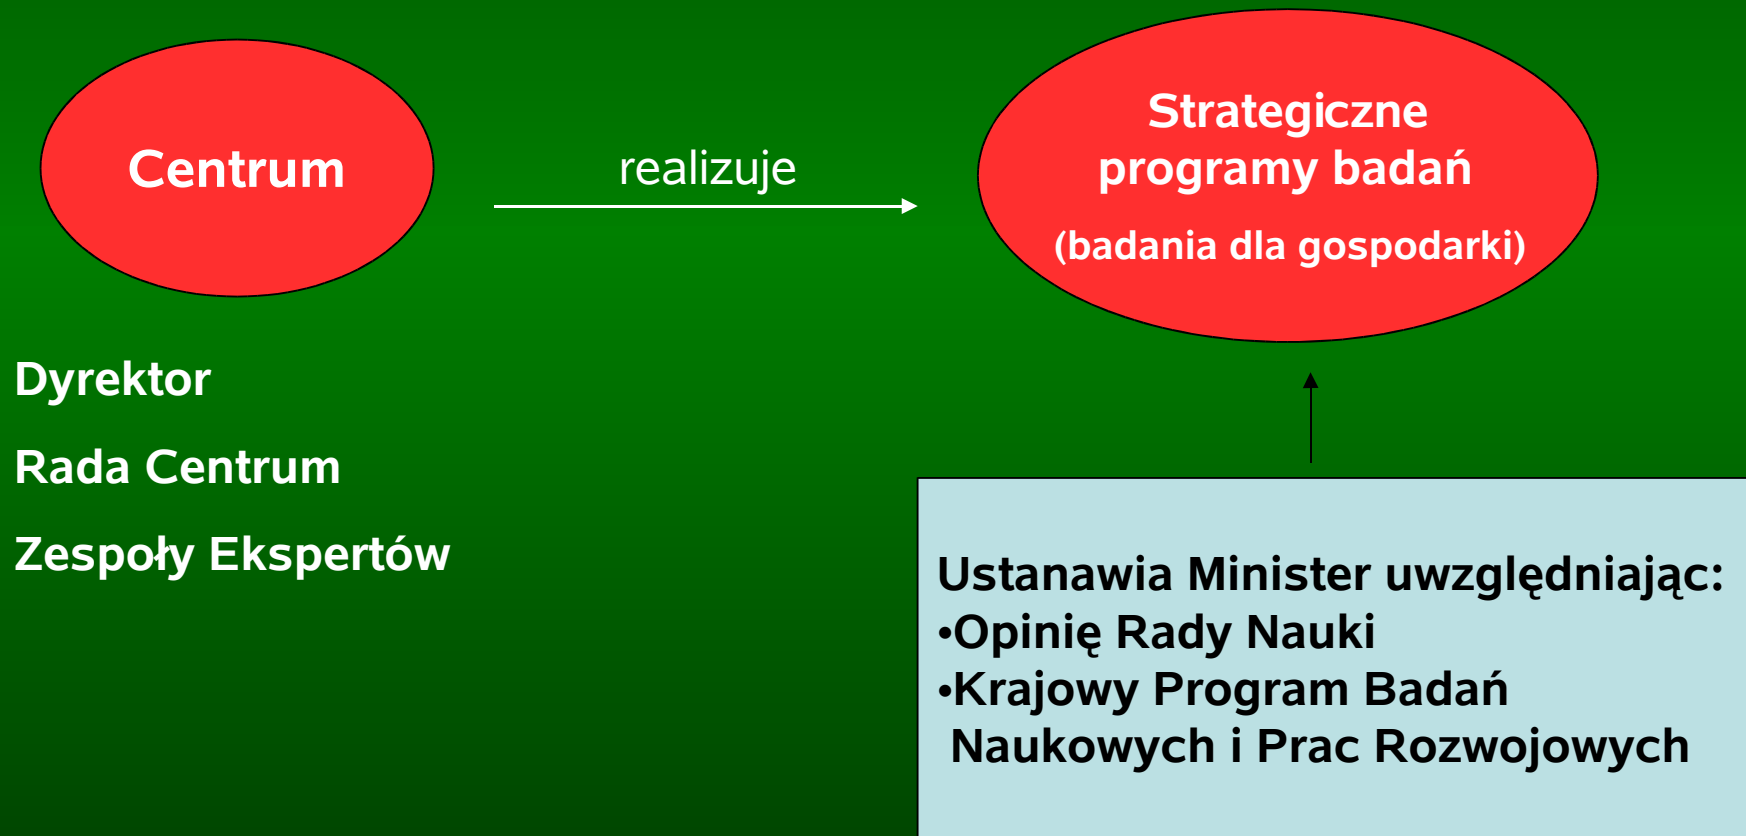 Centrum
realizuje
Strategiczne
programy badań
(badania dla gospodarki)
Dyrektor
Rada Centrum
Zespoły Ekspertów
Ustanawia Minister uwzględniając:
•Opinię Rady Nauki
•Krajowy Program Badań
Naukowych i Prac Rozwojowych